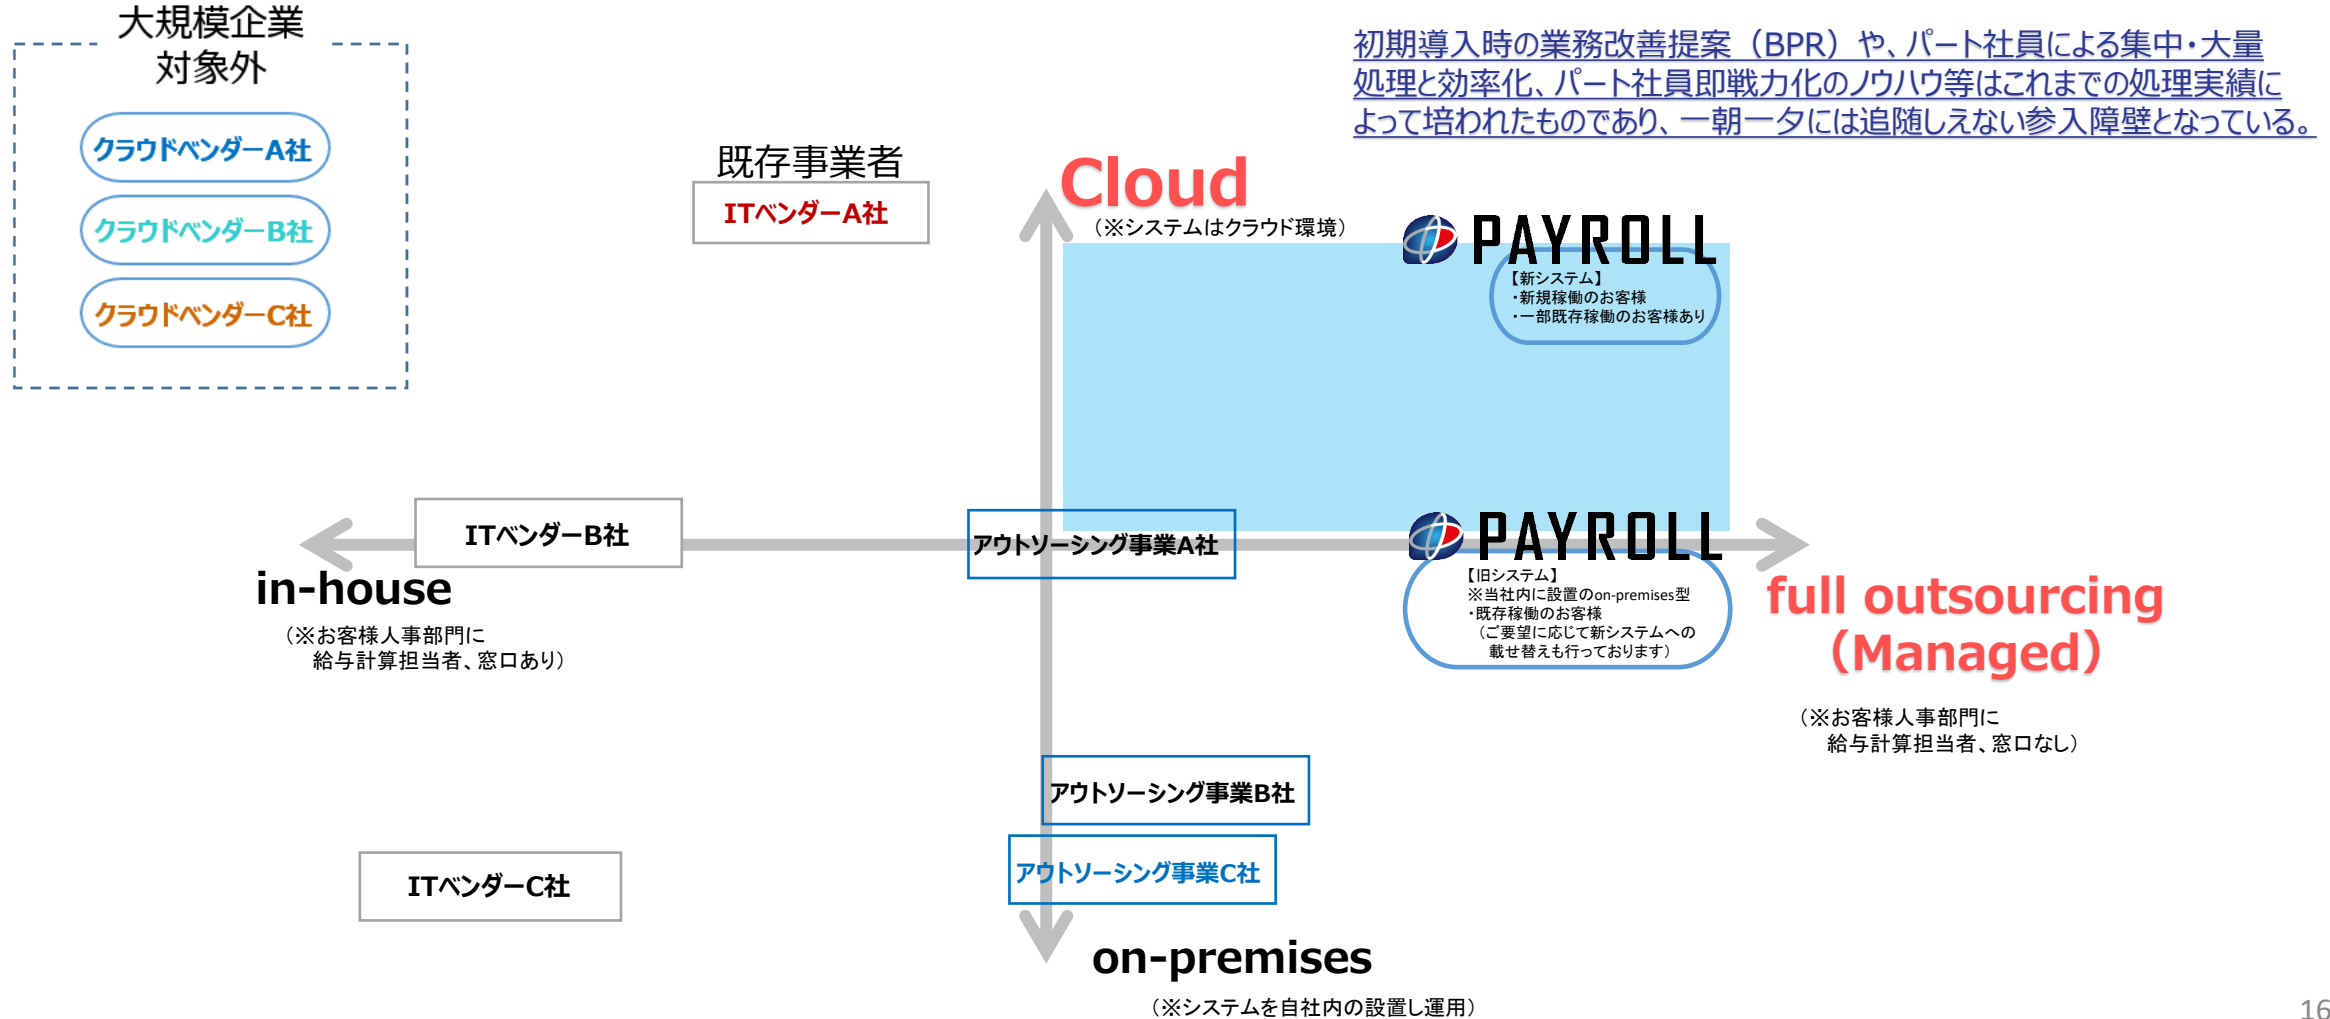 大規模企業
対象外
クラウドベンダーA社
クラウドベンダーB社
クラウドベンダーC社
初期導入時の業務改善提案（BPR）や、パート社員による集中・大量
処理と効率化、パート社員即戦力化のノウハウ等はこれまでの処理実績に
よって培われたものであり、一朝一夕には追随しえない参入障壁となっている。
既存事業者
ITベンダーA社
Cloud
（※システムはクラウド環境）
PAYROLL
【新システム】
・新規稼働のお客様
・一部既存稼働のお客様あり
ITベンダーB社
アウトソーシング事業A社
PAYROLL
【旧システム】
※当社内に設置のon-premises型
・既存稼働のお客様
（ご要望に応じて新システムへの
載せ替えも行っております）
in-house
（※お客様人事部門に
給与計算担当者、窓口あり）
full outsourcing
（Managed）
（※お客様人事部門に
給与計算担当者、窓口なし）
アウトソーシング事業B社
アウトソーシング事業C社
ITベンダーC社
on-premises
（※システムを自社内の設置し運用）
16